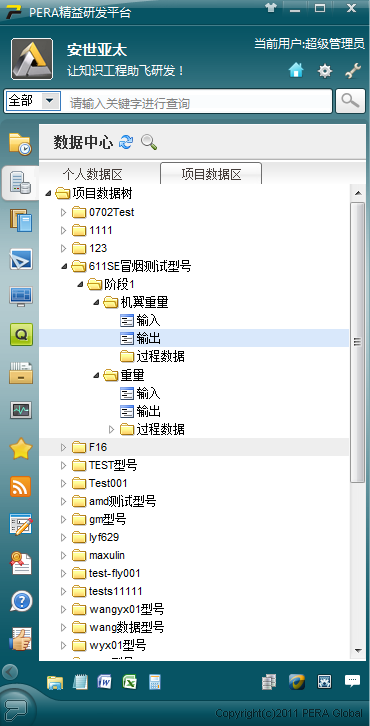 PERA精益研发平台
安世亚太
当前用户:超级管理员
让知识工程助飞研发！
全部
请输入关键字进行查询
数据中心
个人数据区
项目数据区
项目数据树
0702Test
1111
123
611SE冒烟测试型号
阶段1
机翼重量
输入
输出
过程数据
重量
输入
输出
过程数据
F16
TEST型号
Test001
amd测试型号
gm型号
lyf629
maxulin
test-fly001
tests11111
wangyx01型号
wang数据型号
wyx01型号
Copyright(c)2011 PERA Global